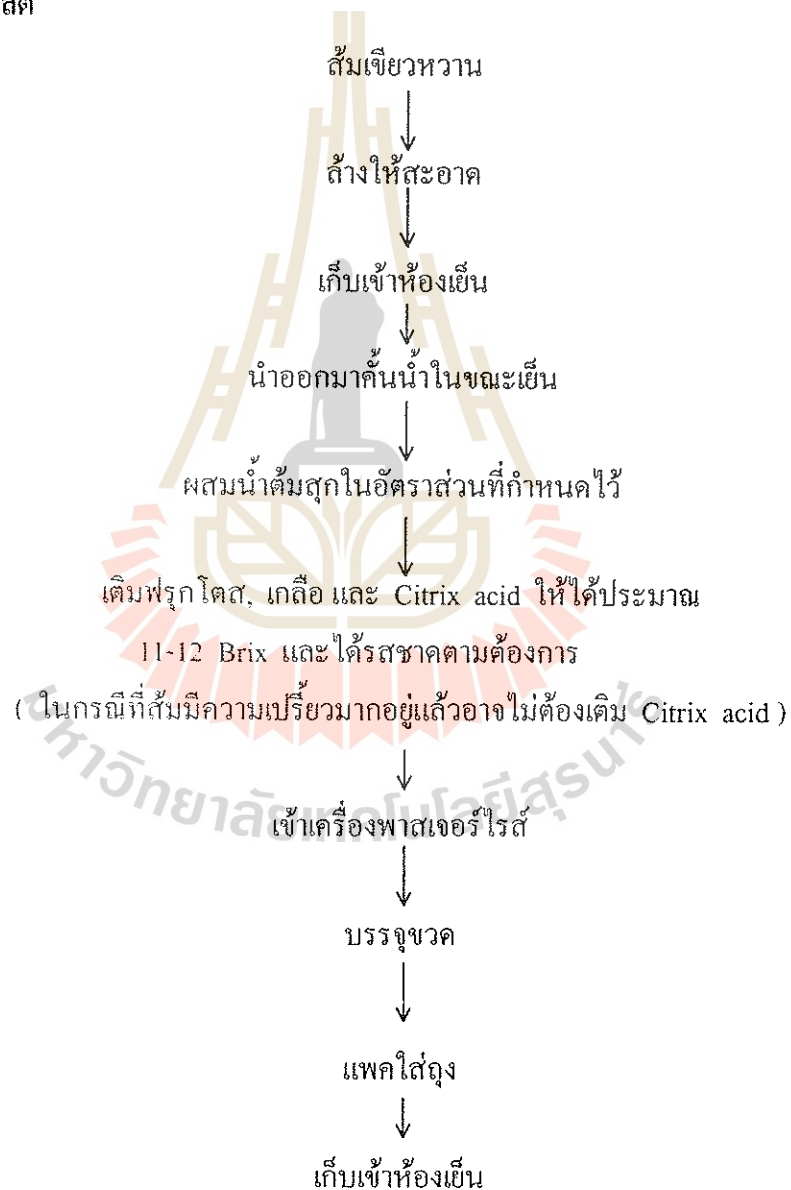 ส้มเขียวหวาน
ล้างให้สะอาด
เก็บเข้าห้องเย็น
นำออกมาคั้นน้ำในขณะเย็น
ผสมน้ำต้มสุกในอัตราส่วนที่กำหนดไว้
เติมฟรุกโตส, เกลือ และ Citrix acid ให้ได้ประมาณ
11-12 Brix และได้รสชาดตามต้องการ
( ในกรณีที่ส้มมีความเปรี้ยวมากอยู่แล้วอาจไม่ต้องเติม Citrix acid )
เข้าเครื่องพาสเจอร์ไรส์
บรรจุขวด
แพคใส่ถุง
เก็บเข้าห้องเย็น